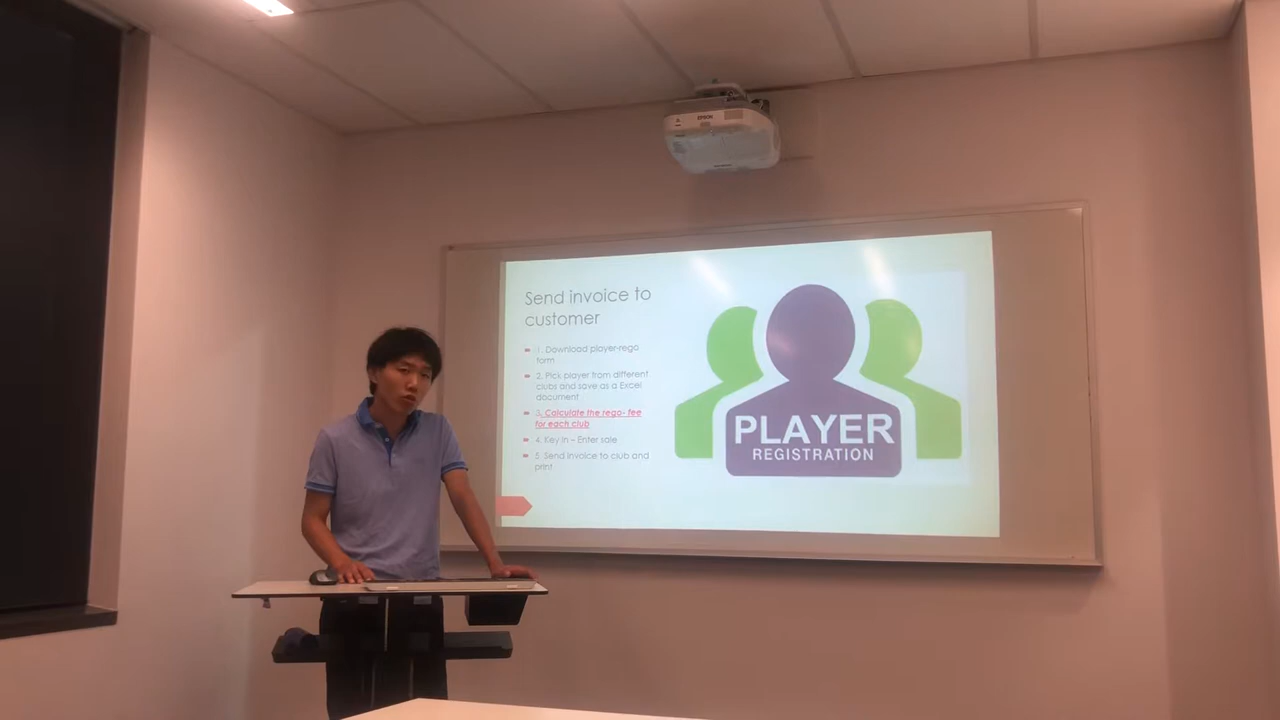 EPSON
Send invoice to
customer
1. Download player-rego
form
2. Pick player from different
clubs and save as a Excel
document
3. Calculate the rego- fee
for each club
4. Key in – Enter sale
5. Send invoice to club and
print
PLAYER
REGISTRATION